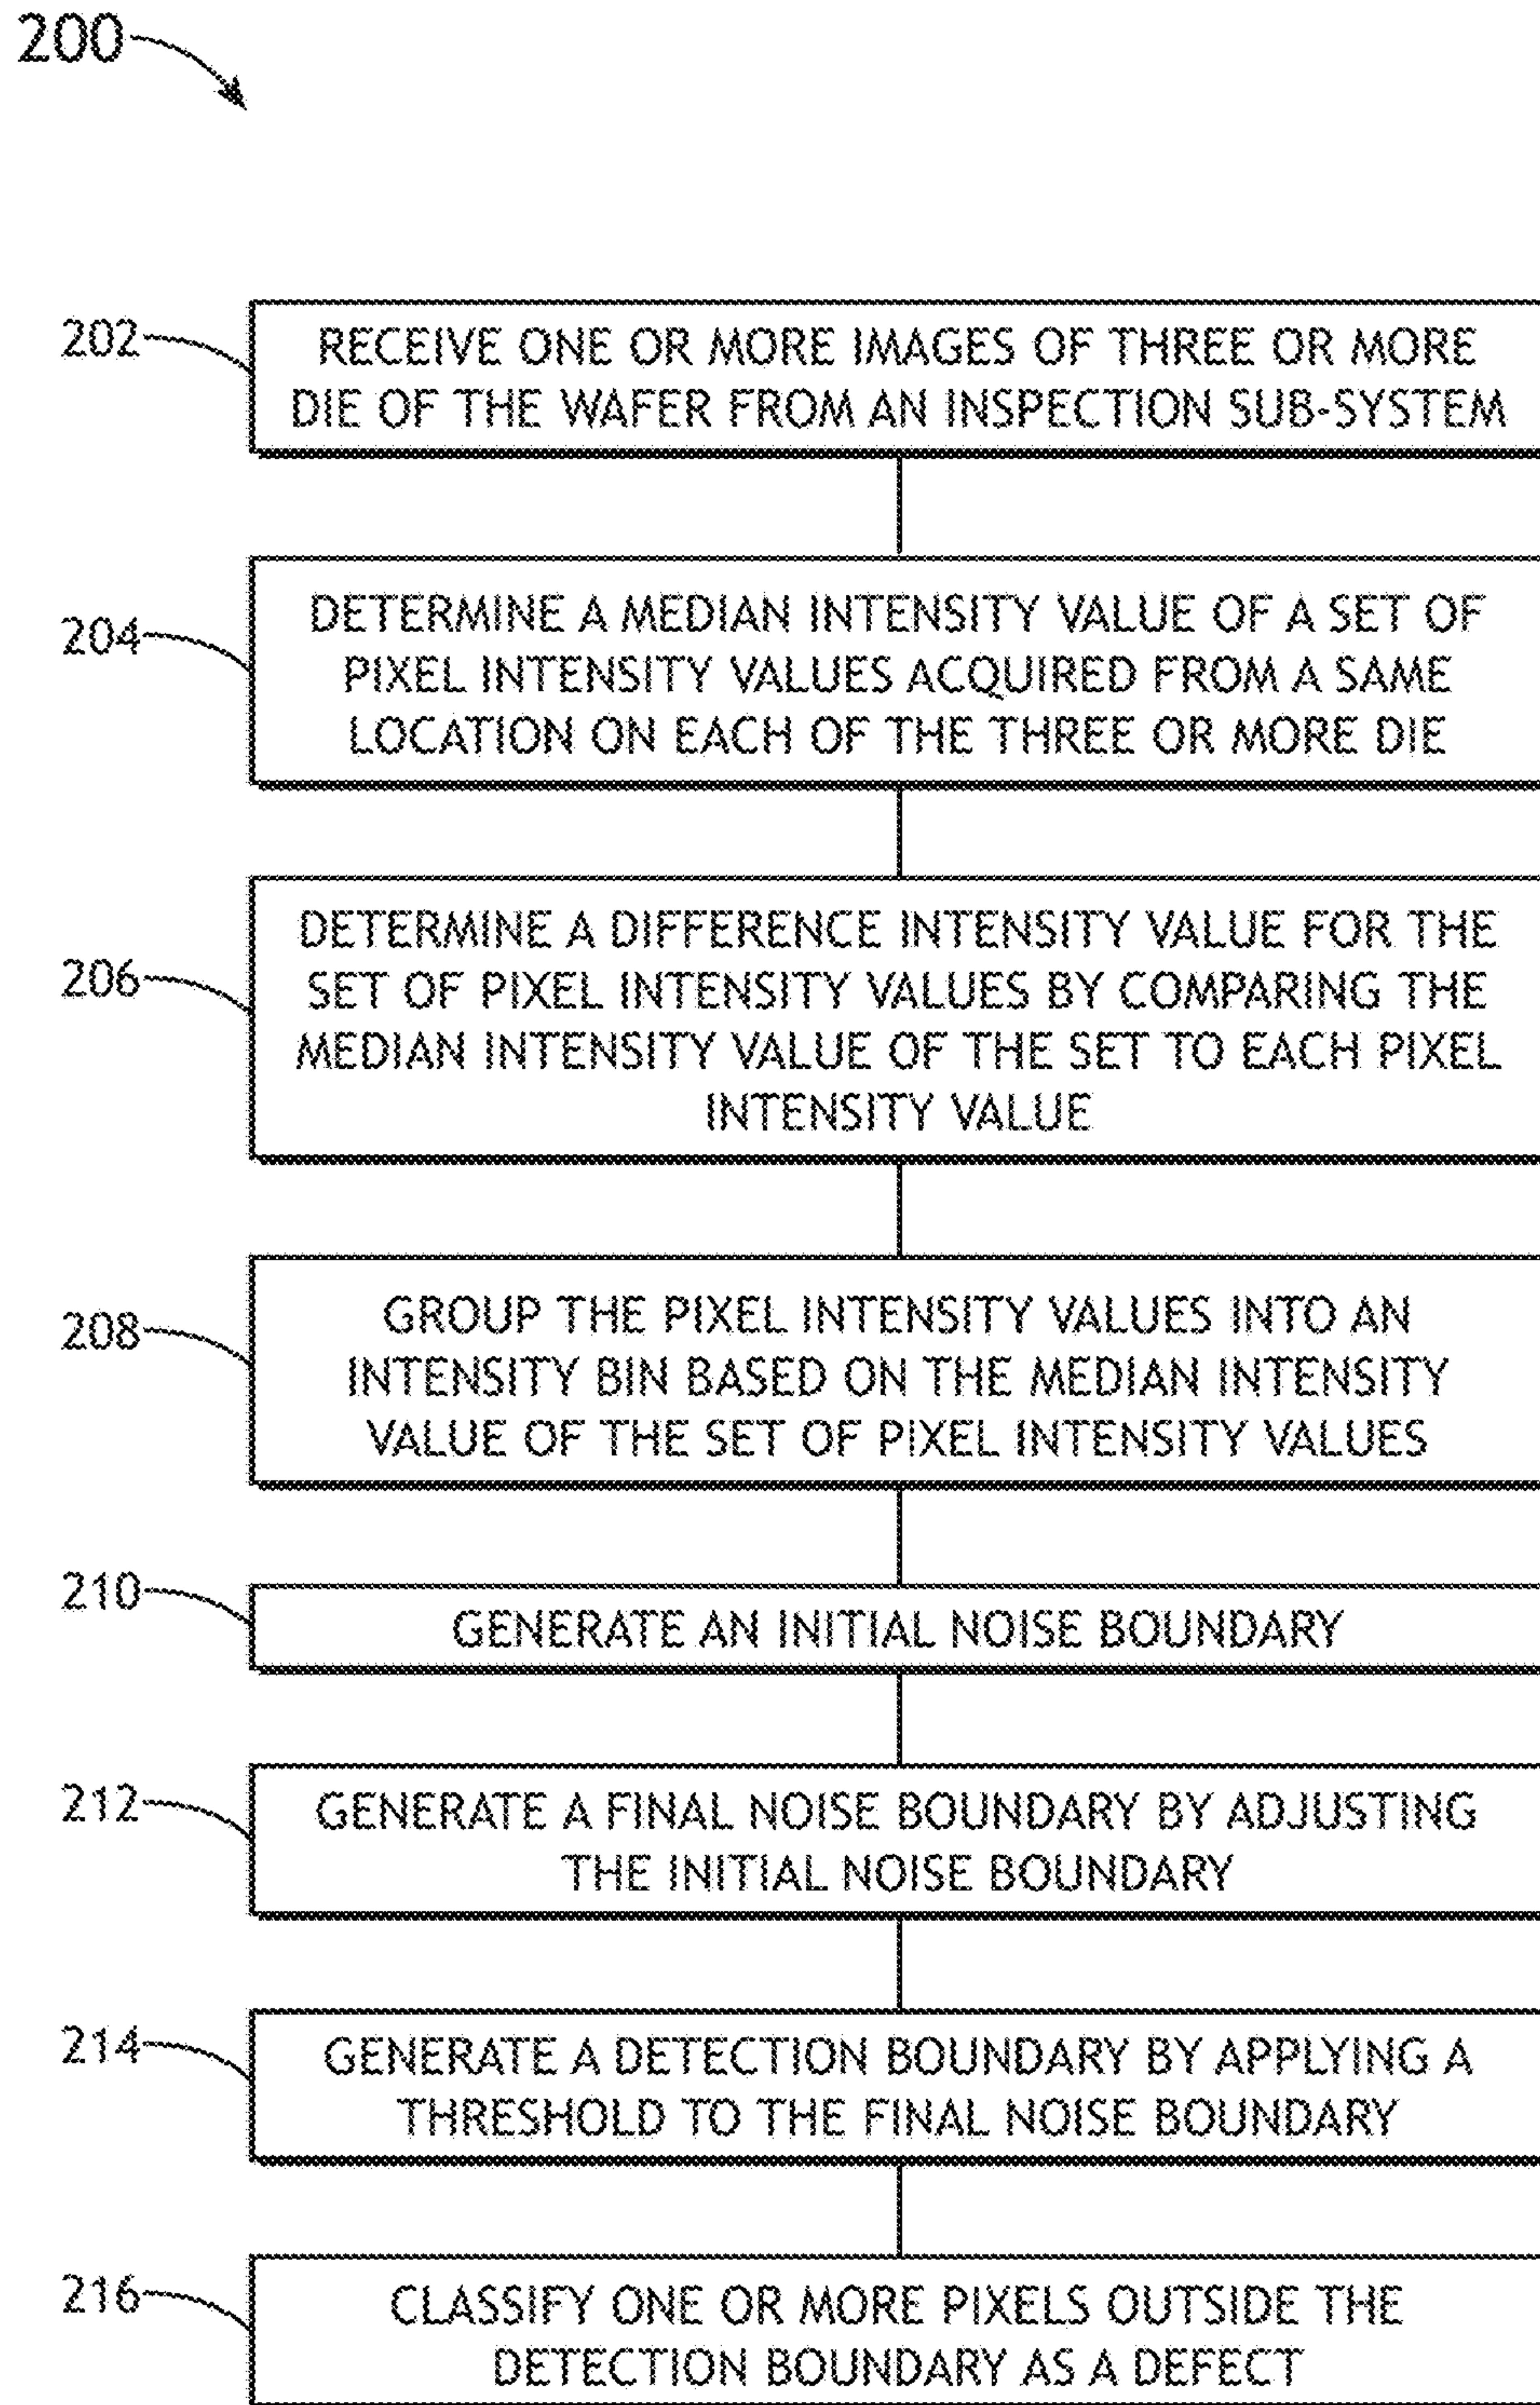 200
202
RECEIVE ONE OR MORE IMAGES OF THREE OR MORE
DIE OF THE WAFER FROM AN INSPECTION SUB-SYSTEM
204
DETERMINE A MEDIAN INTENSITY VALUE OF A SET OF
PIXEL INTENSITY VALUES ACQUIRED FROM A SAME
LOCATION ON EACH OF THE THREE OR MORE DIE
206
DETERMINE A DIFFERENCE INTENSITY VALUE FOR THE
SET OF PIXEL INTENSITY VALUES BY COMPARING THE
MEDIAN INTENSITY VALUE OF THE SET TO EACH PIXEL
INTENSITY VALUE
208
GROUP THE PIXEL INTENSITY VALUES INTO AN
INTENSITY BIN BASED ON THE MEDIAN INTENSITY
VALUE OF THE SET OF PIXEL INTENSITY VALUES
210
GENERATE AN INITIAL NOISE BOUNDARY
212
GENERATE A FINAL NOISE BOUNDARY BY ADJUSTING
THE INITIAL NOISE BOUNDARY
214
GENERATE A DETECTION BOUNDARY BY APPLYING A
THRESHOLD TO THE FINAL NOISE BOUNDARY
216
CLASSIFY ONE OR MORE PIXELS OUTSIDE THE
DETECTION BOUNDARY AS A DEFECT